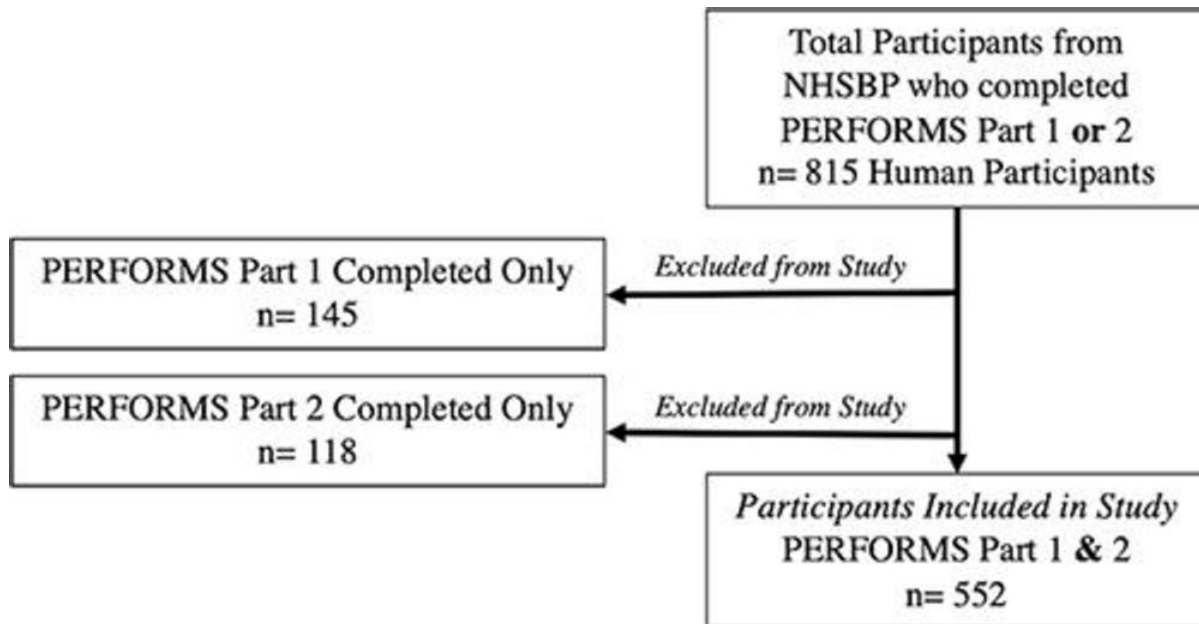 Total Participants from
NHSBP who completed
PERFORMS Part 1 or 2
n= 815 Human Participants
Excluded from Study
PERFORMS Part 1 Completed Only
n= 145
Excluded from Study
PERFORMS Part 2 Completed Only
n= 118
Participants Included in Study
PERFORMS Part 1 & 2
n= 552